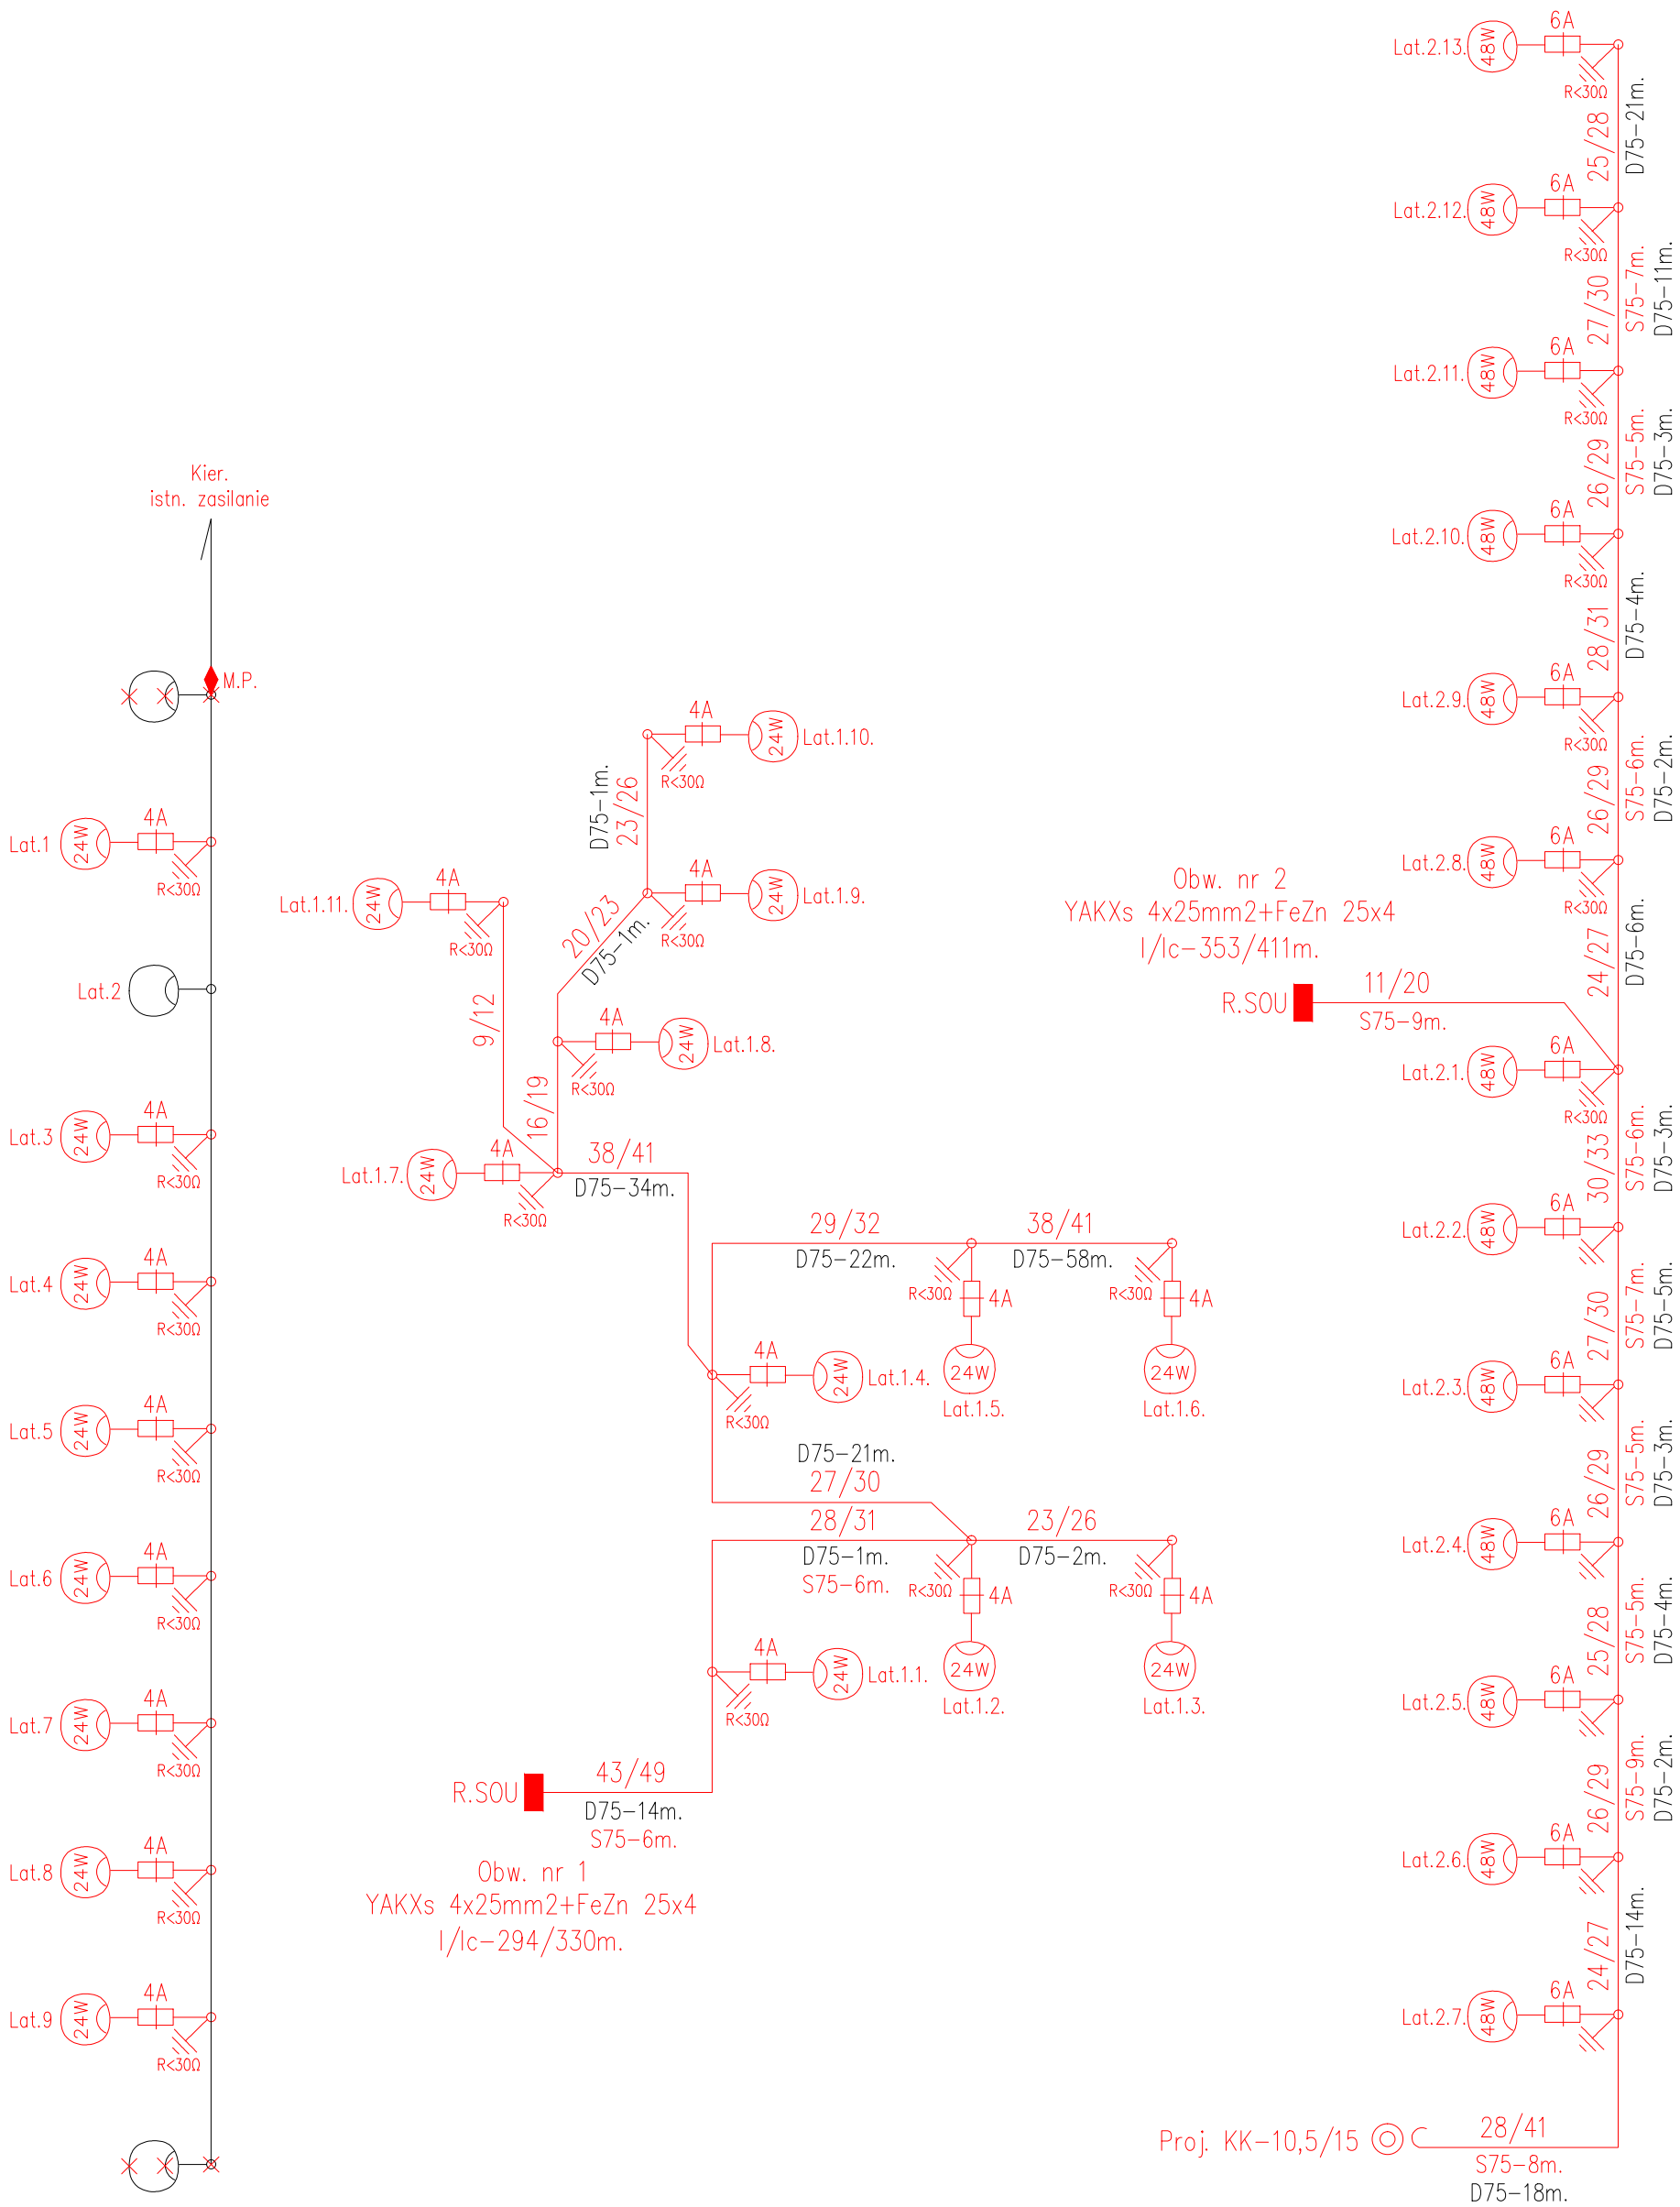 Kier.
istn. zasilanie
M.P.
Lat.1
24W
4A
R<30Ω
Lat.2
Lat.3
24W
4A
R<30Ω
Lat.4
24W
4A
R<30Ω
Lat.5
24W
4A
R<30Ω
Lat.6
24W
4A
R<30Ω
Lat.7
24W
4A
R<30Ω
Lat.8
24W
4A
R<30Ω
Lat.9
24W
4A
R<30Ω
4A
24W
Lat.1.10.
R<30Ω
D75-1m.
23/26
4A
24W
Lat.1.9.
R<30Ω
20/23
D75-1m.
Lat.1.11.
24W
4A
R<30Ω
9/12
4A
24W
Lat.1.8.
R<30Ω
16/19
Lat.1.7.
24W
4A
R<30Ω
38/41
D75-34m.
29/32
D75-22m.
38/41
D75-58m.
R<30Ω
4A
24W
Lat.1.5.
R<30Ω
4A
24W
Lat.1.6.
4A
24W
Lat.1.4.
R<30Ω
D75-21m.
27/30
28/31
D75-1m.
S75-6m.
23/26
D75-2m.
R<30Ω
4A
24W
Lat.1.2.
R<30Ω
4A
24W
Lat.1.3.
4A
24W
Lat.1.1.
R<30Ω
R.SOU
43/49
D75-14m.
S75-6m.
Obw. nr 1
YAKXs 4x25mm2+FeZn 25x4
l/lc-294/330m.
Lat.2.13.
48W
6A
R<30Ω
25/28
D75-21m.
Lat.2.12.
48W
6A
R<30Ω
27/30
S75-7m.
D75-11m.
Lat.2.11.
48W
6A
R<30Ω
26/29
S75-5m.
D75-3m.
Lat.2.10.
48W
6A
R<30Ω
28/31
D75-4m.
Lat.2.9.
48W
6A
R<30Ω
26/29
S75-6m.
D75-2m.
Lat.2.8.
48W
6A
R<30Ω
24/27
D75-6m.
Obw. nr 2
YAKXs 4x25mm2+FeZn 25x4
l/lc-353/411m.
R.SOU
11/20
S75-9m.
Lat.2.1.
48W
6A
R<30Ω
30/33
S75-6m.
D75-3m.
Lat.2.2.
48W
6A
27/30
S75-7m.
D75-5m.
Lat.2.3.
48W
6A
26/29
S75-5m.
D75-3m.
Lat.2.4.
48W
6A
25/28
S75-5m.
D75-4m.
Lat.2.5.
48W
6A
26/29
S75-9m.
D75-2m.
Lat.2.6.
48W
6A
24/27
D75-14m.
Lat.2.7.
48W
6A
Proj. KK-10,5/15
28/41
S75-8m.
D75-18m.